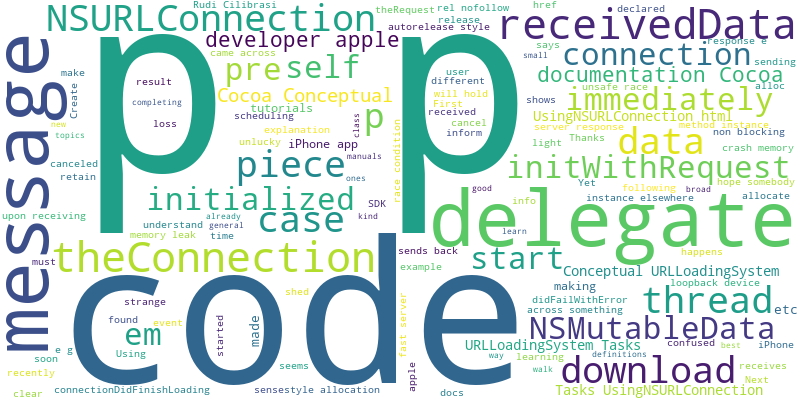 Rudi Cilibrasi
theRequest
rel nofollow
href
declared
NSURLConnection
p p
autorelease style
release
receivedData
developer apple
came across
says
small
response e
sending
connection
message
pre
self
user
different
shows
unsafe race
alloc
documentation Cocoa
make
Create
result
completing
loss
Cocoa Conceptual
tutorials
p
class
will hold
First
received
cancel
inform
immediately
UsingNSURLConnection html
new
topics
scheduling
explanation
unlucky
iPhone app
manuals
race condition
server response
method instance
data
non blocking
light
Thanks
crash memory
canceled
retain
piece
ones
initWithRequest
Yet
hope somebody
initialized
case
SDK
kind
good
following
broad
instance elsewhere
allocate
upon receiving
understand
already
general
time
info
delegate
memory leak
learn
happens
must
theConnection
sends back
start
Conceptual URLLoadingSystem
strange
example
making
loopback device
code
shed
didFailWithError
across something
thread
etc
found
event
started
made
fast server
NSMutableData
em
Using
e g
soon
seems
URLLoadingSystem Tasks
confused
best
iPhone
recently
way
learning
definitions
receives
download
Next
walk
clear
connectionDidFinishLoading
sensestyle allocation
apple
docs
Tasks UsingNSURLConnection